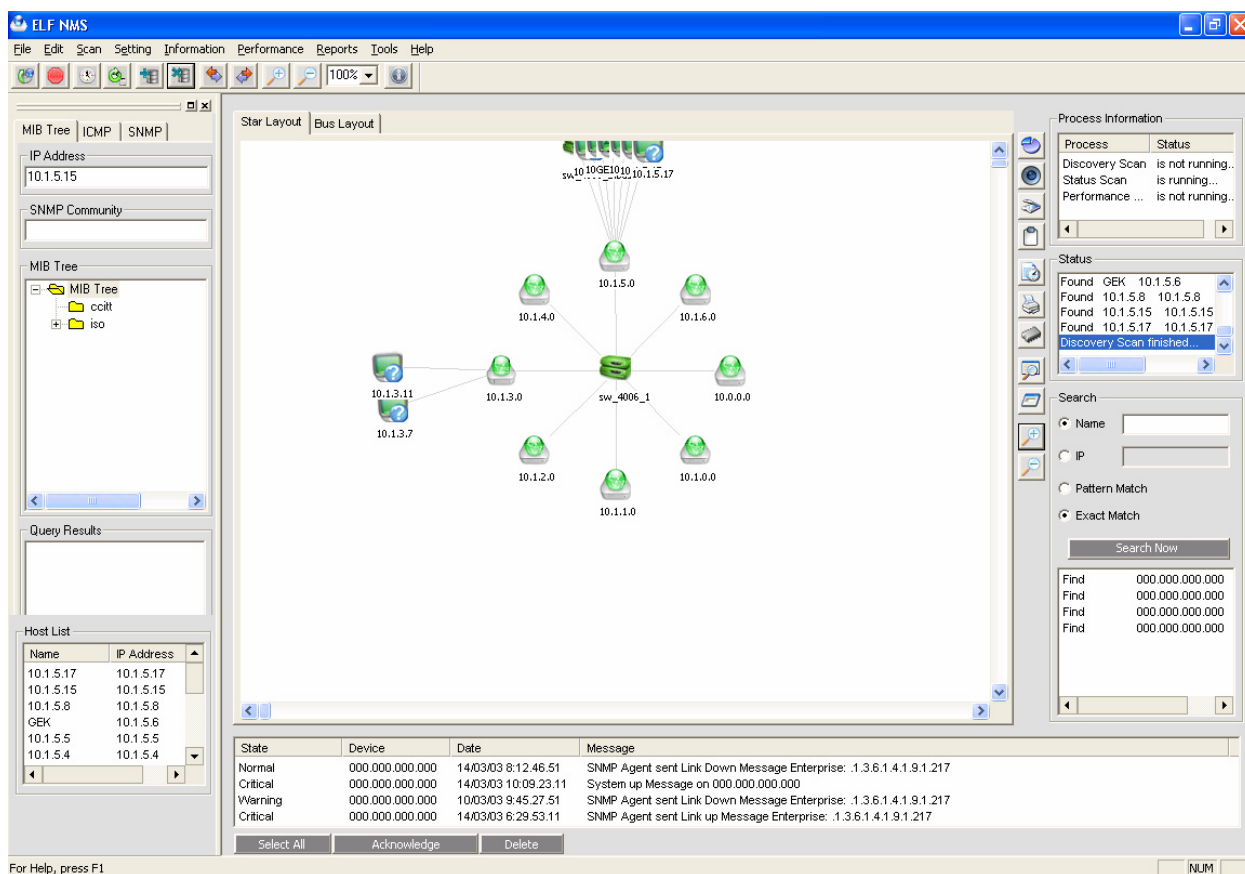 ELF NMS
File Edit Scan Setting Information Performance Reports Tools Help
100%
MIB Tree ICMP SNMP
IP Address
10.1.5.15
SNMP Community
MIB Tree
MIB Tree
ccitt
iso
Query Results
Host List
Name IP Address
10.1.5.17 10.1.5.17
10.1.5.15 10.1.5.15
10.1.5.8 10.1.5.8
GEK 10.1.5.6
10.1.5.5 10.1.5.5
10.1.5.4 10.1.5.4
Star Layout Bus Layout
10.1.5.17
10.1.5.0
10.1.4.0
10.1.6.0
10.1.3.11
10.1.3.0
sw_4006_1
10.0.0.0
10.1.3.7
10.1.2.0
10.1.0.0
10.1.1.0
Process Information
Process Status
Discovery Scan is not running..
Status Scan is running...
Performance ... is not running..
Status
Found GEK 10.1.5.6
Found 10.1.5.8 10.1.5.8
Found 10.1.5.15 10.1.5.15
Found 10.1.5.17 10.1.5.17
Discovery Scan finished...
Search
Name
IP
Pattern Match
Exact Match
Search Now
Find 000.000.000.000
Find 000.000.000.000
Find 000.000.000.000
Find 000.000.000.000
State Device Date Message
Normal 000.000.000.000 14/03/03 8:12.46.51 SNMP Agent sent Link Down Message Enterprise: .1.3.6.1.4.1.9.1.217
Critical 000.000.000.000 14/03/03 10:09.23.11 System up Message on 000.000.000.000
Warning 000.000.000.000 10/03/03 9:45.27.51 SNMP Agent sent Link Down Message Enterprise: .1.3.6.1.4.1.9.1.217
Critical 000.000.000.000 14/03/03 6:29.53.11 SNMP Agent sent Link up Message Enterprise: .1.3.6.1.4.1.9.1.217
Select All Acknowledge Delete
For Help, press F1
NUM